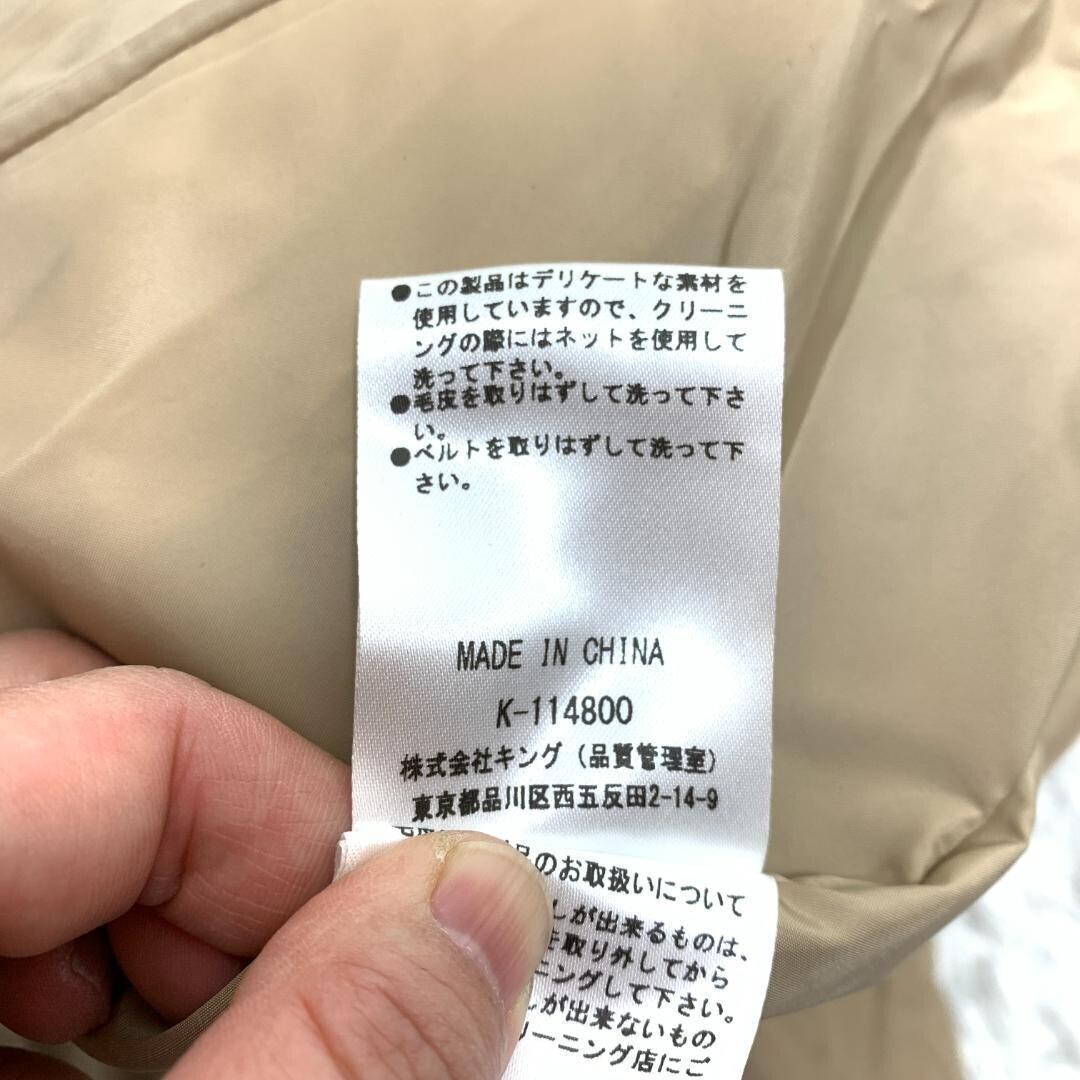 ●この製品はデリケートな素材を
使用していますので、クリーニ
ングの際にはネットを使用して
洗って下さい。
●毛皮を取りはずして洗って下さ
い。
●ベルトを取りはずして洗って下
さい。
MADE IN CHINA
K-114800
株式会社キング(品質管理室)
東京都品川区西五反田2-14-9
品のお取扱いについて
しが出来るものは、
を取り外してから
ニングして下さい。
しが出来ないもの
リーニング店にご